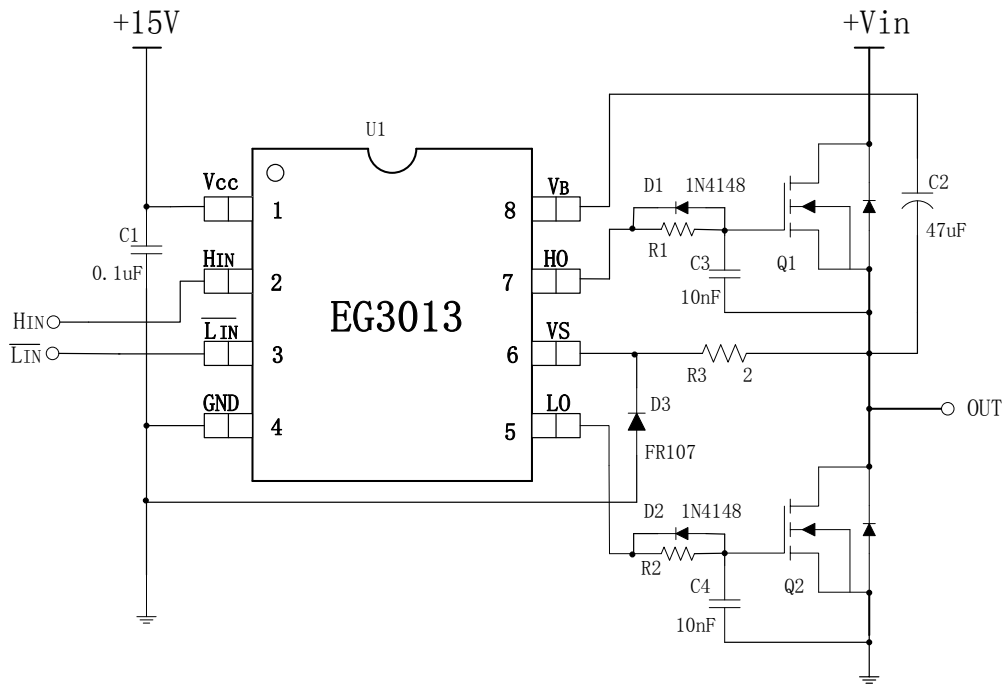 +15V
+Vin
U1
Vcc
1
VB
8
D1 1N4148
C2
47uF
C1
0.1uF
HIN
2
HO
7
R1
C3
10nF
Q1
EG3013
HIN
LIN
LIN
3
VS
6
R3 2
GND
4
LO
5
D3
FR107
OUT
D2 1N4148
R2
C4
10nF
Q2